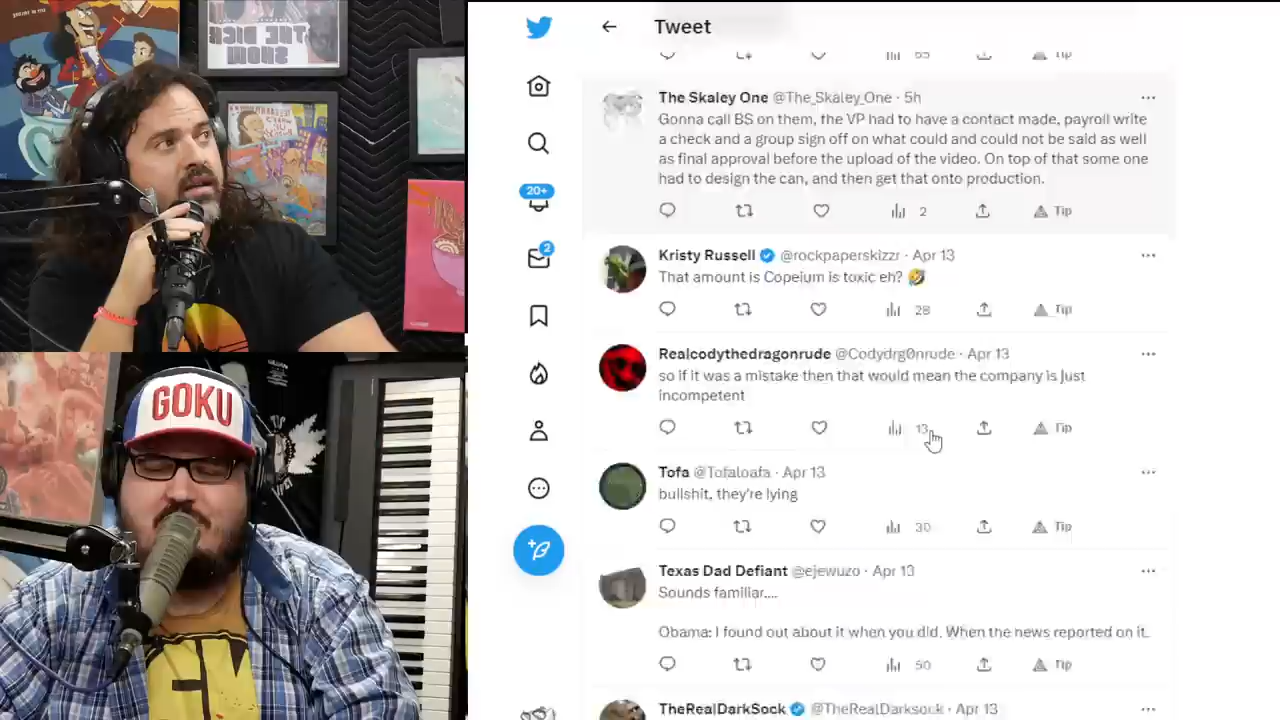 THE DICK
SHOW
GOKU
Tweet
20+
2
65
Tip
The Skaley One @The_Skaley_One · 5h
Gonna call BS on them, the VP had to have a contact made, payroll write
a check and a group sign off on what could and could not be said as well
as final approval before the upload of the video. On top of that some one
had to design the can, and then get that onto production.
2
Tip
Kristy Russell @rockpaperskizzr · Apr 13
That amount is Copeium is toxic eh? 🤣
28
Tip
Realcodythedragonrude @Codydrg0nrude · Apr 13
so if it was a mistake then that would mean the company is just
incompetent
13
Tip
Tofa @Tofaloafa · Apr 13
bullshit, they're lying
30
Tip
Texas Dad Defiant @ejewuzo · Apr 13
Sounds familiar....
Obama: I found out about it when you did. When the news reported on it.
50
Tip
TheRealDarkSock @TheRealDarksock · Apr 13